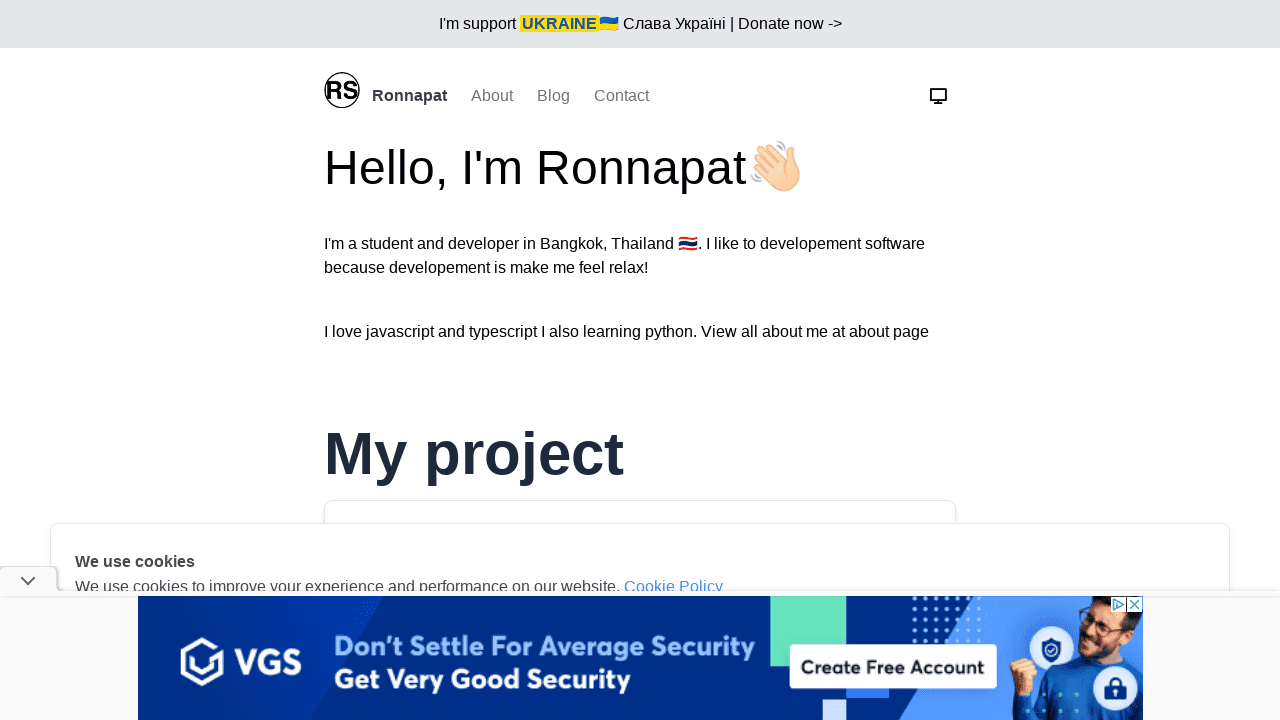 I'm support UKRAINE🇺🇦 Слава Україні | Donate now ->
RS Ronnapat About Blog Contact
Hello, I'm Ronnapat👋🏻
I'm a student and developer in Bangkok, Thailand 🇹🇭. I like to developement software
because developement is make me feel relax!
I love javascript and typescript I also learning python. View all about me at about page
My project
We use cookies
We use cookies to improve your experience and performance on our website. Cookie Policy
VGS
Don't Settle For Average Security
Get Very Good Security
Create Free Account